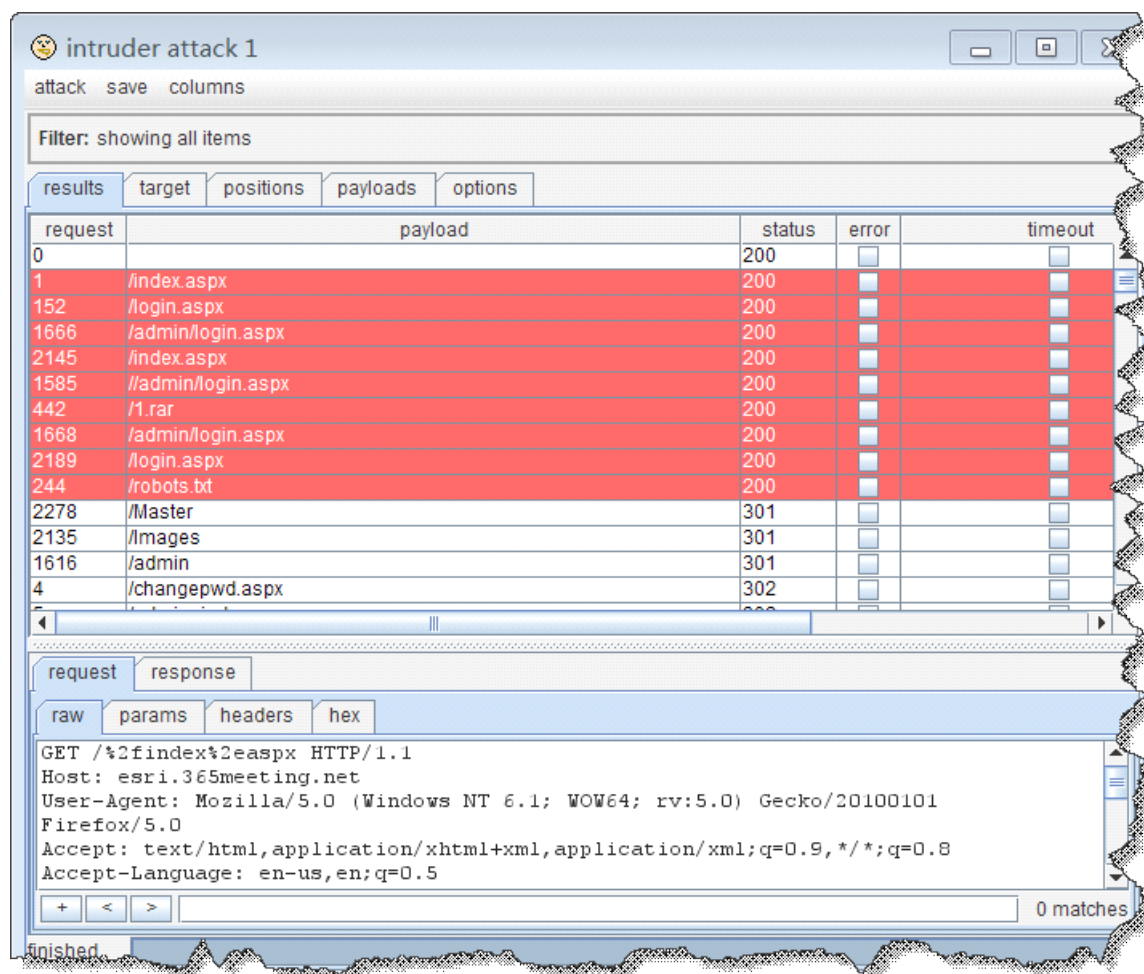 intruder attack 1
attack save columns
Filter: showing all items
results target positions payloads options
request payload status error timeout
0 200
1 /index.aspx 200
152 /login.aspx 200
1666 /admin/login.aspx 200
2145 /index.aspx 200
1585 //admin/login.aspx 200
442 /1.rar 200
1668 /admin/login.aspx 200
2189 /login.aspx 200
244 /robots.txt 200
2278 /Master 301
2135 /Images 301
1616 /admin 301
4 /changepwd.aspx 302
request response
raw params headers hex
GET /%2findex%2easpx HTTP/1.1
Host: esri.365meeting.net
User-Agent: Mozilla/5.0 (Windows NT 6.1; WOW64; rv:5.0) Gecko/20100101
Firefox/5.0
Accept: text/html,application/xhtml+xml,application/xml;q=0.9,*/*;q=0.8
Accept-Language: en-us,en;q=0.5
+ < > 0 matches
finished